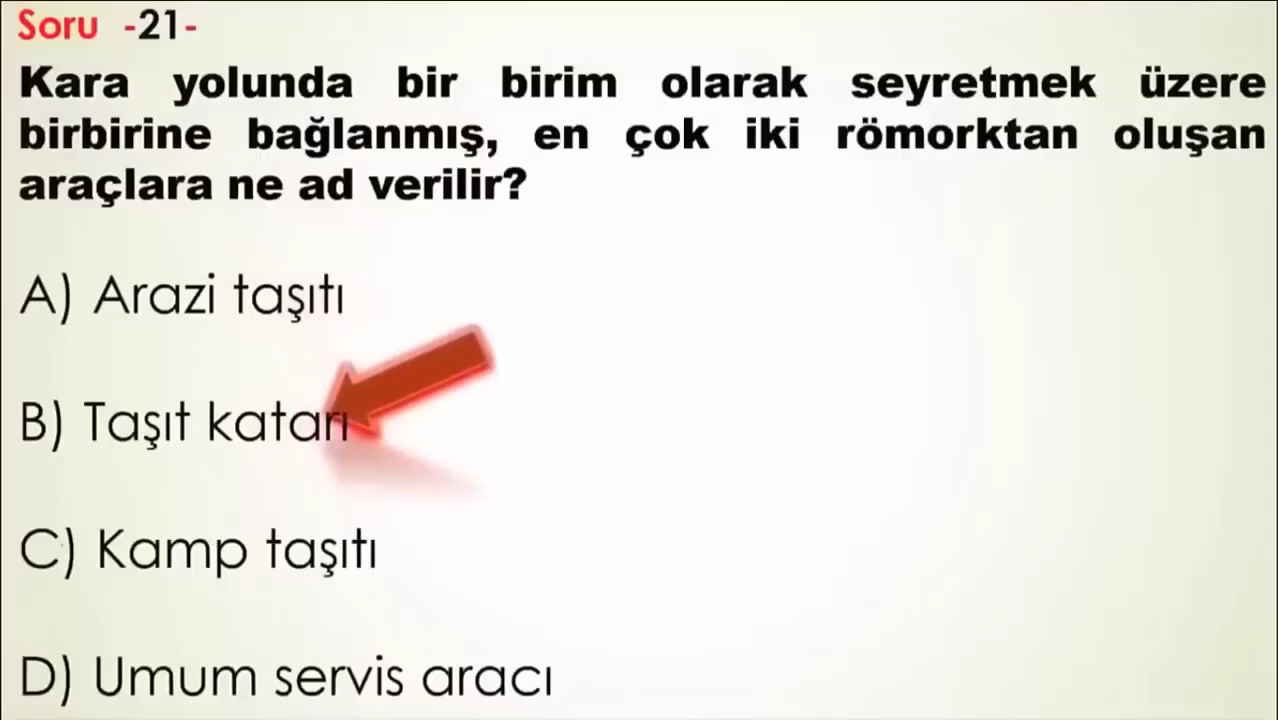 Soru -21-
Kara yolunda bir birim olarak seyretmek üzere
birbirine bağlanmış, en çok iki römorktan oluşan
araçlara ne ad verilir?
A) Arazi taşıtı
B) Taşıt katarı
C) Kamp taşıtı
D) Umum servis aracı